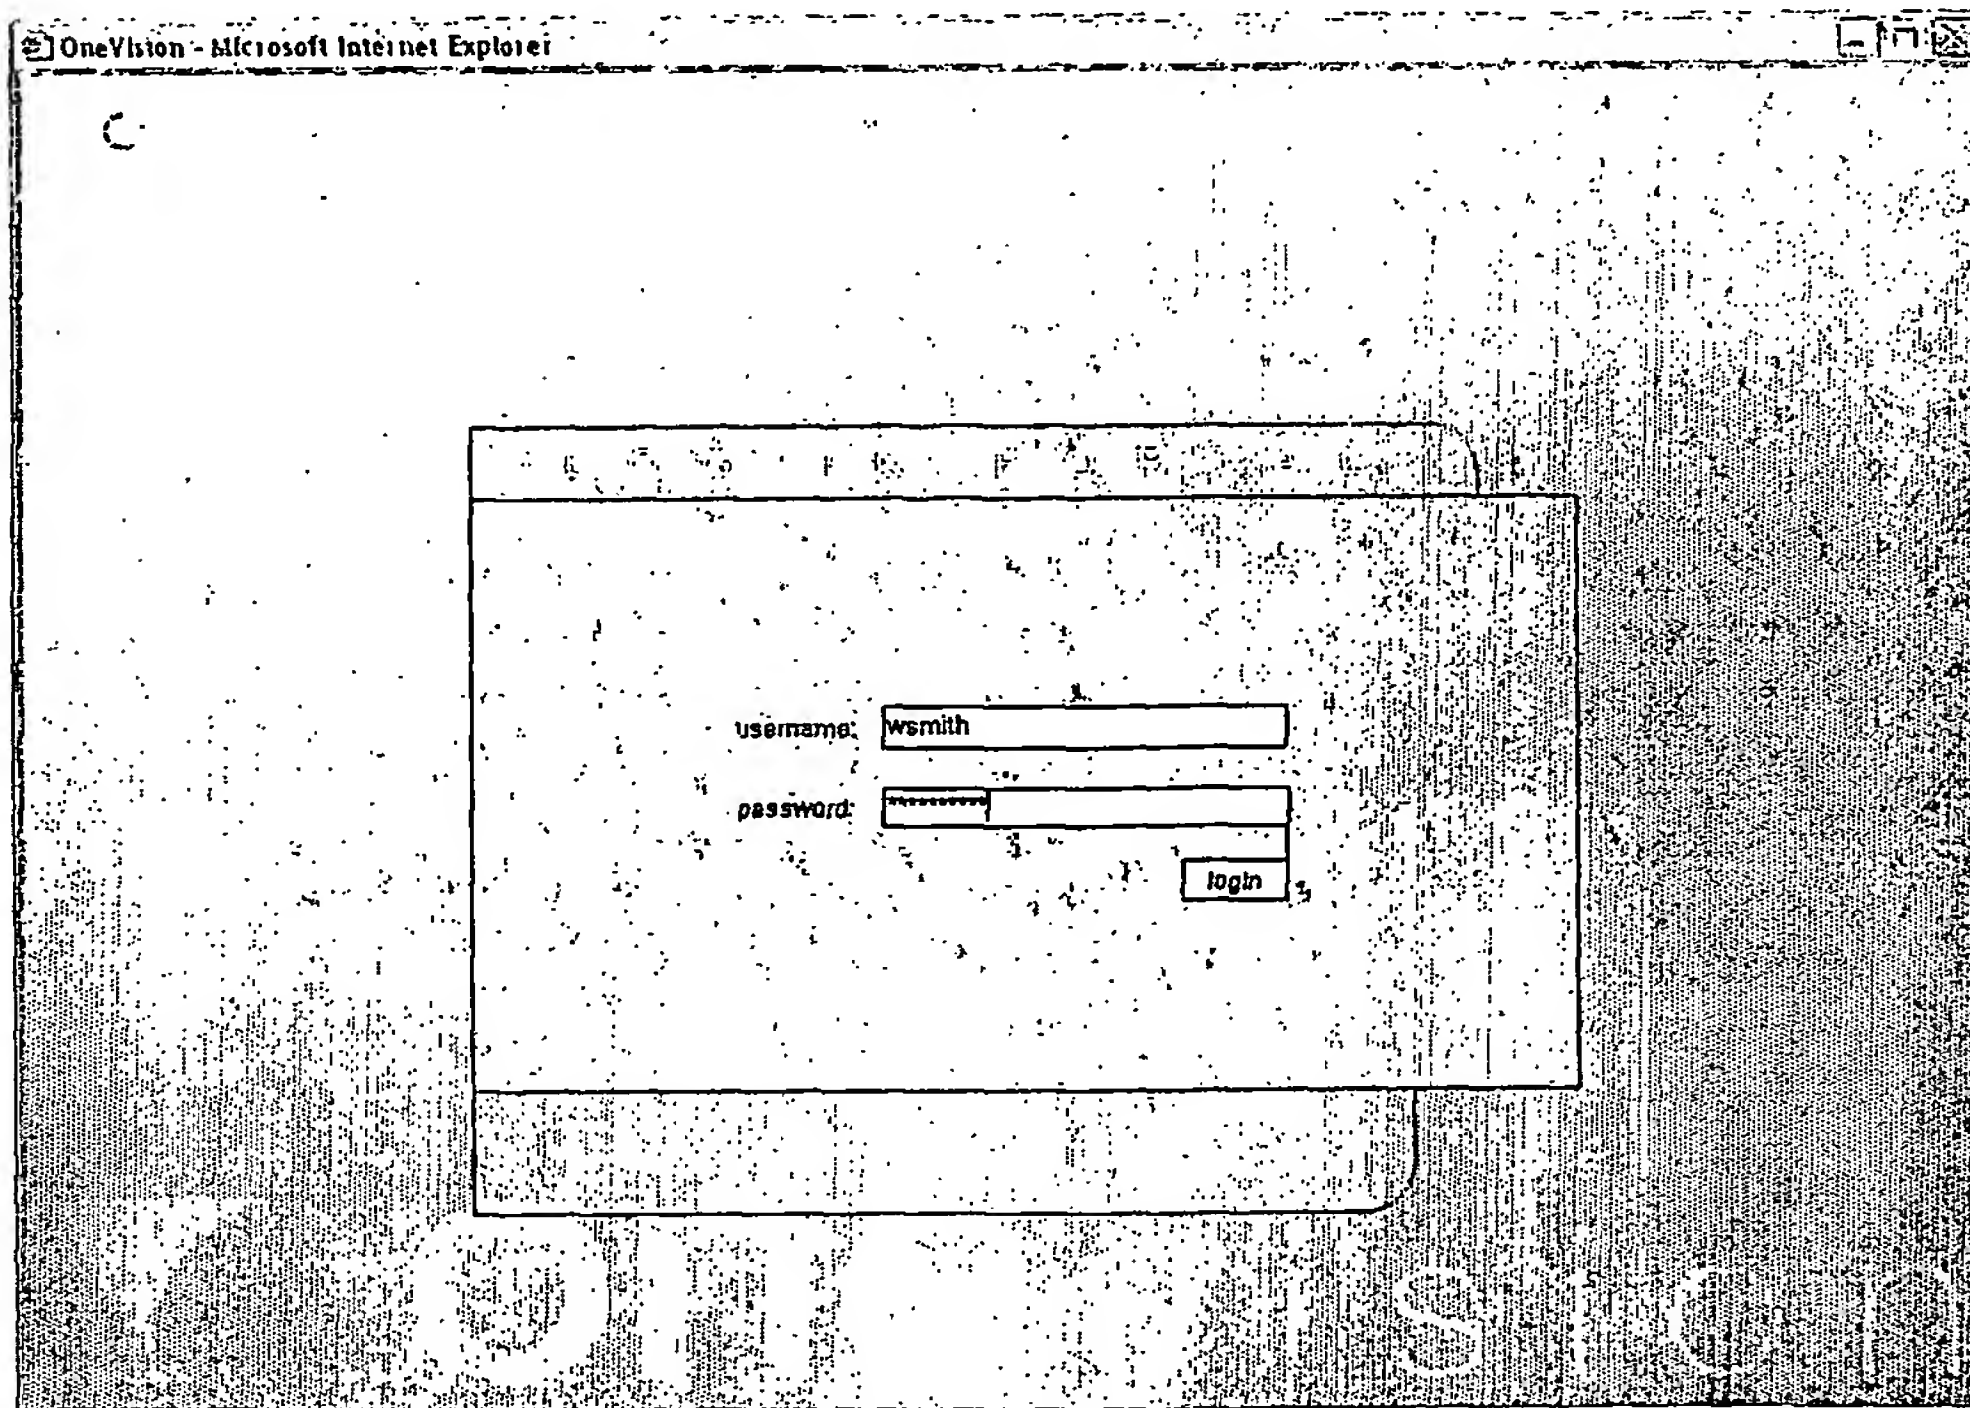 OneVision - Microsoft Internet Explorer
username: wsmith
password: **********
login